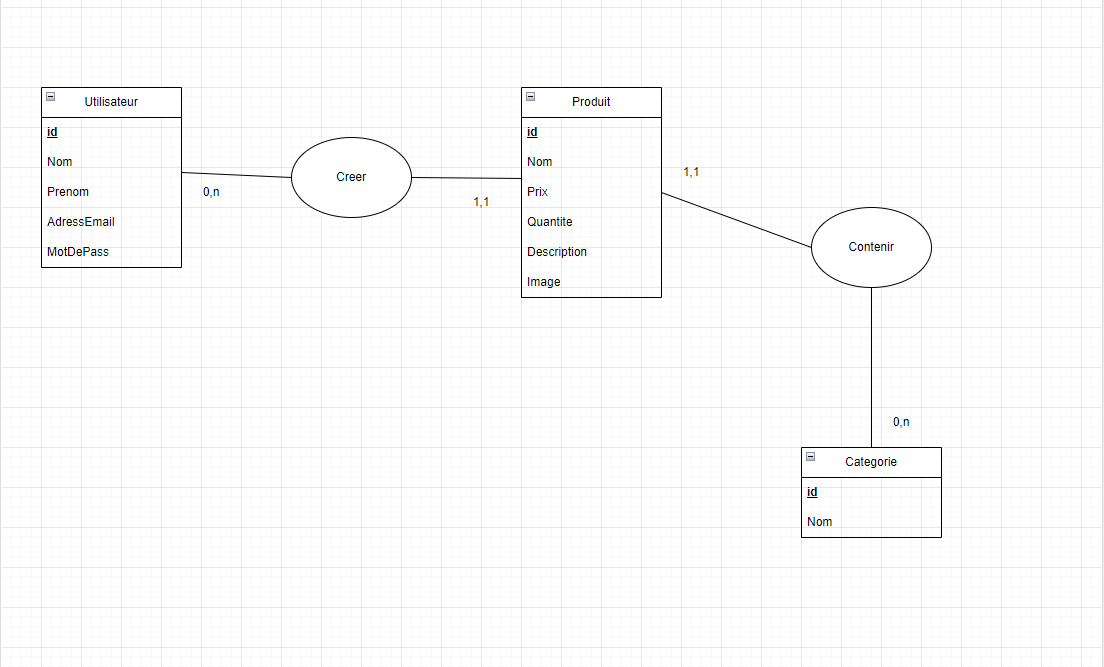 Utilisateur
id
Nom
Prenom
AdressEmail
MotDePass
0,n
Creer
1,1
Produit
id
Nom
Prix
Quantite
Description
Image
1,1
Contenir
0,n
Categorie
id
Nom